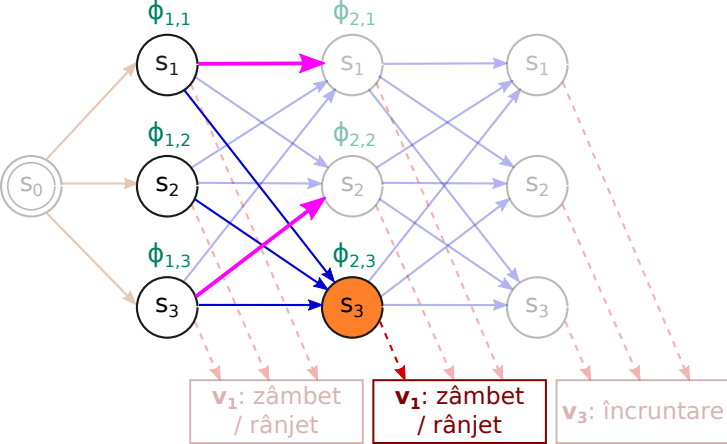 ϕ1,1 ϕ2,1
s1 s1 s1
ϕ1,2 ϕ2,2
s0 s2 s2 s2
ϕ1,3 ϕ2,3
s3 s3 s3
v1: zâmbet
/ rânjet
v1: zâmbet
/ rânjet
v3: încruntare